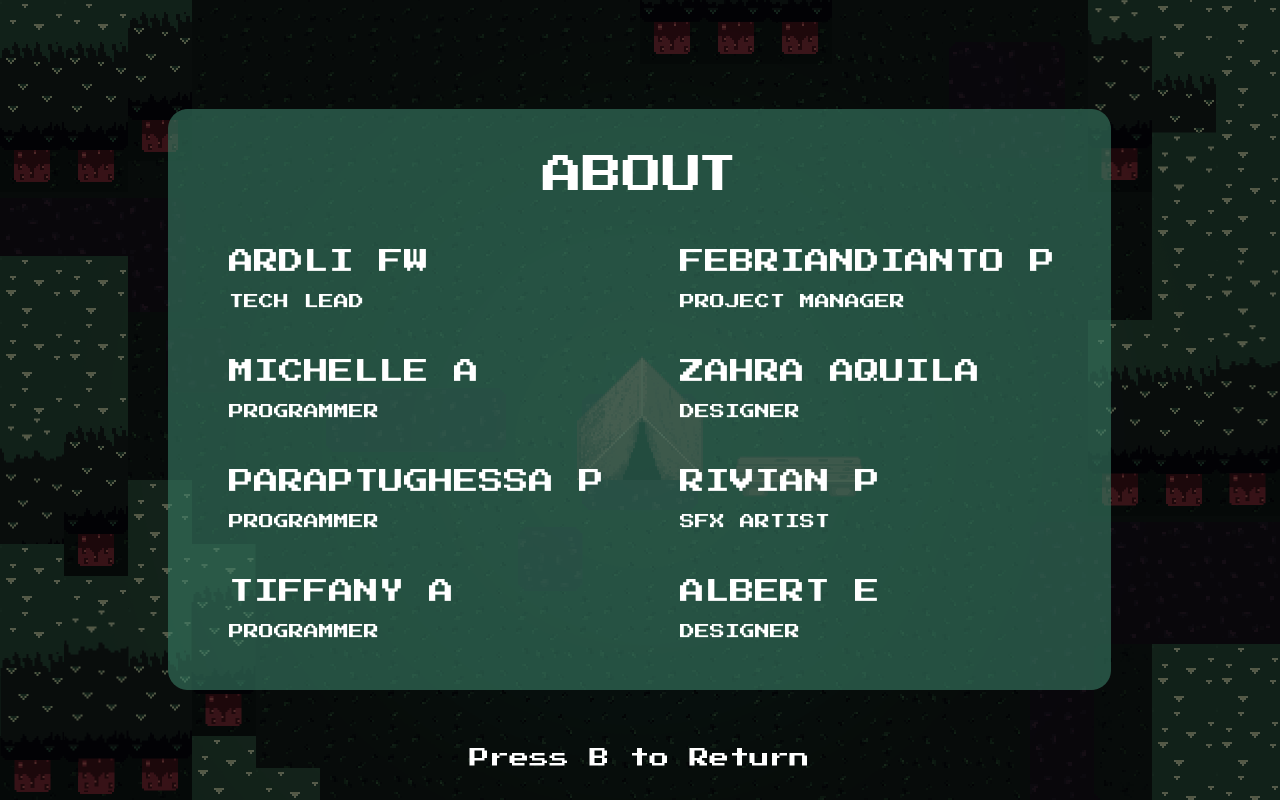 ABOUT
ARDLI FW
TECH LEAD
FEBRIANDIANTO P
PROJECT MANAGER
MICHELLE A
PROGRAMMER
ZAHRA AQUILA
DESIGNER
PARAPTUGHESSA P
PROGRAMMER
RIVIAN P
SFX ARTIST
TIFFANY A
PROGRAMMER
ALBERT E
DESIGNER
Press B to Return